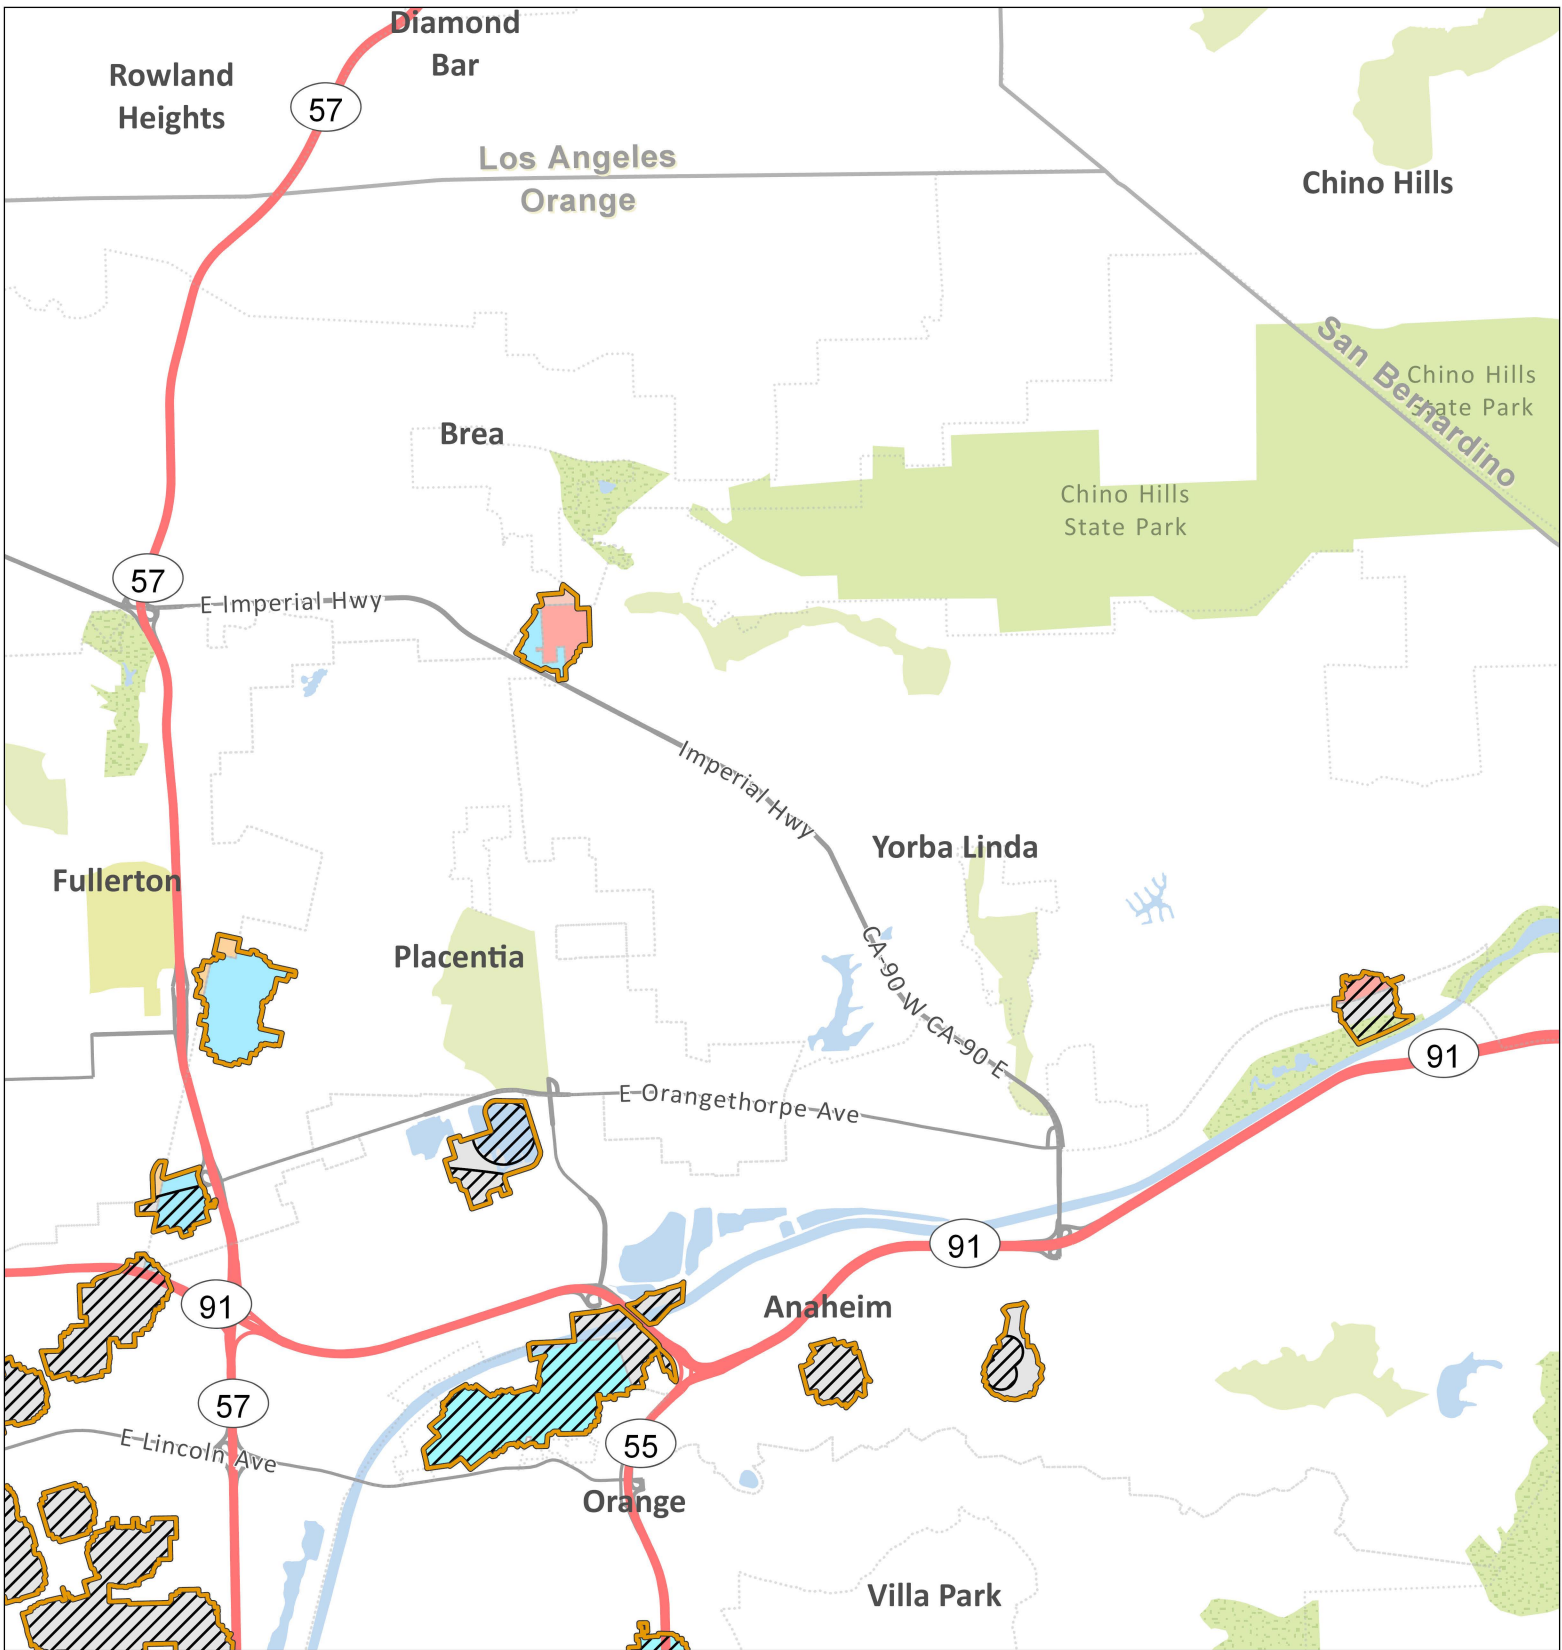 Diamond
Bar
Rowland
Heights
57
Los Angeles
Orange
Chino Hills
San Bernardino
Chino Hills
State Park
Brea
Chino Hills
State Park
57
E Imperial Hwy
Imperial Hwy
Yorba Linda
Fullerton
Placentia
CA-90 W
CA-90 E
91
E Orangethorpe Ave
91
91
Anaheim
57
E Lincoln Ave
55
Orange
Villa Park